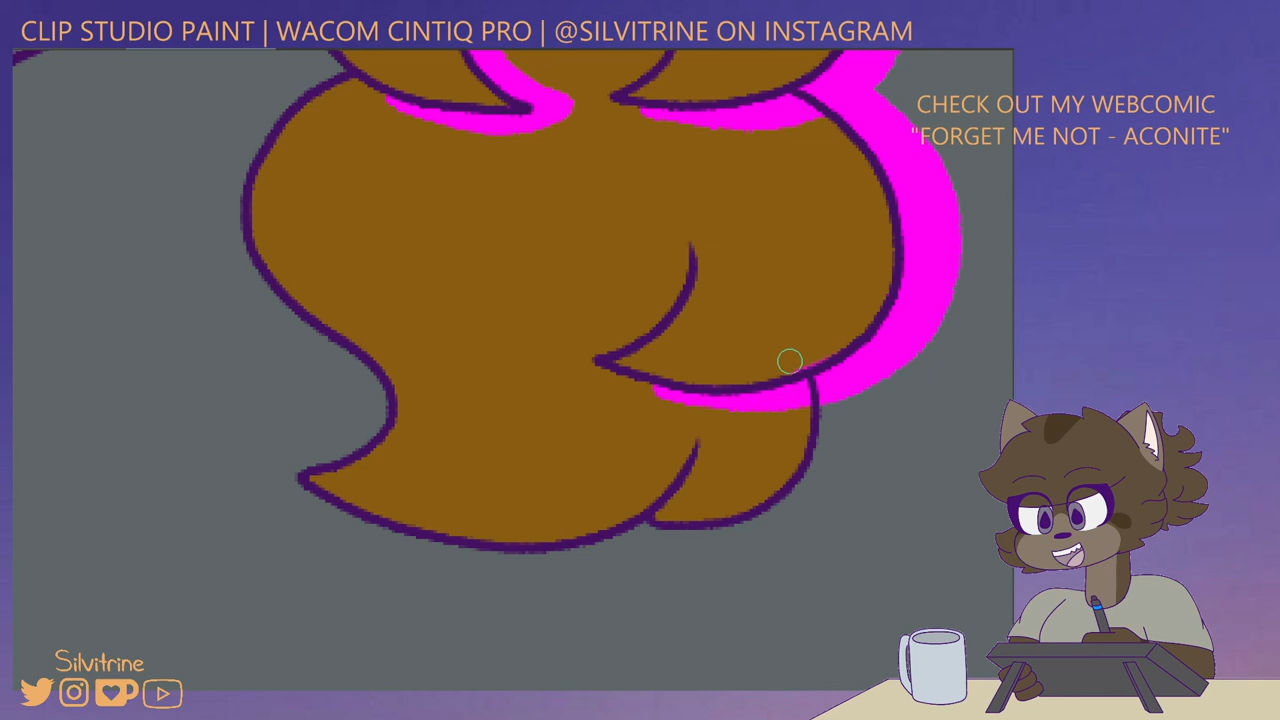 CLIP STUDIO PAINT | WACOM CINTIQ PRO | @SILVITRINE ON INSTAGRAM
CHECK OUT MY WEBCOMIC
"FORGET ME NOT - ACONITE"
Silvitrine